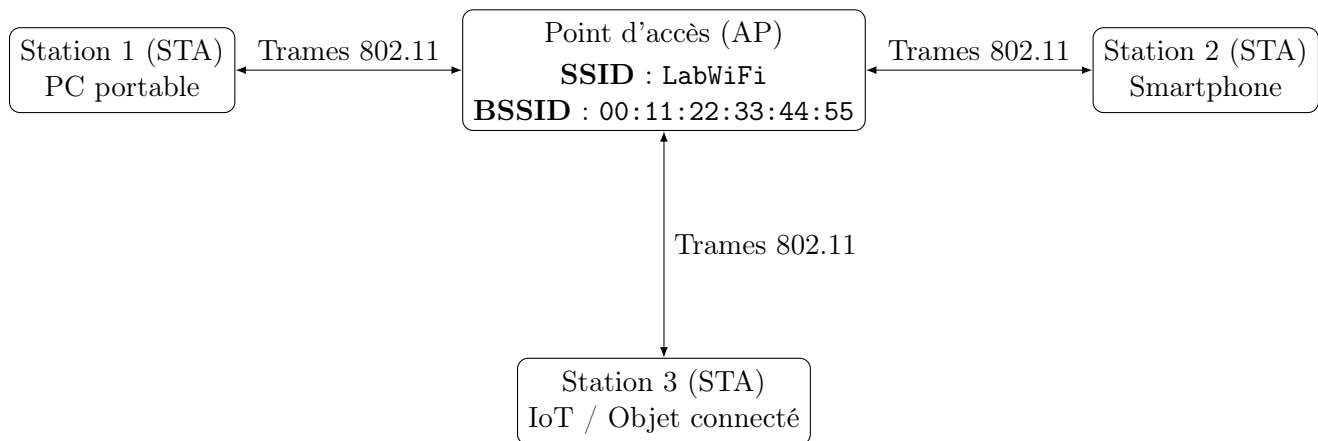 Station 1 (STA)
PC portable
Trames 802.11
Point d'accès (AP)
SSID : LabWiFi
BSSID : 00:11:22:33:44:55
Trames 802.11
Station 2 (STA)
Smartphone
Trames 802.11
Station 3 (STA)
IoT / Objet connecté